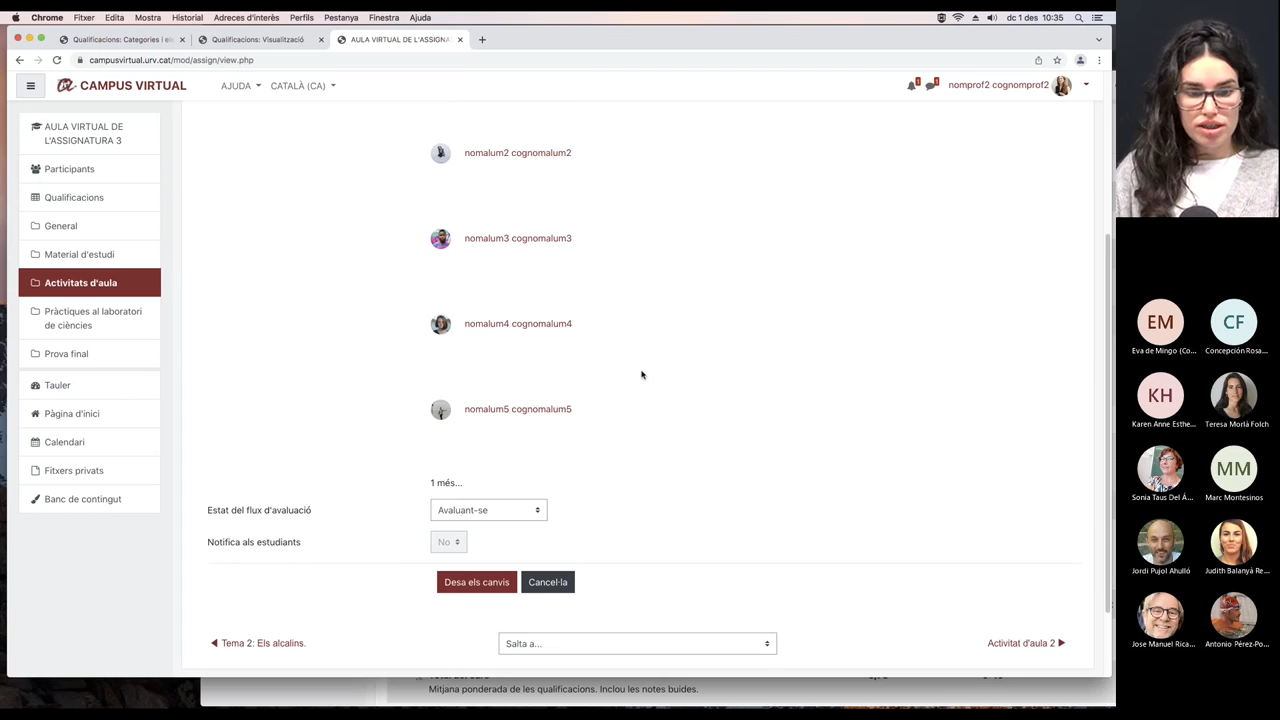 Chrome Fitxer Edita Mostra Historial Adreces d'interès Perfils Pestanya Finestra Ajuda dc 1 des 10:35
Qualificacions: Categories i ele
Qualificacions: Visualització
AULA VIRTUAL DE L'ASSIGNATUR
campusvirtual.urv.cat/mod/assign/view.php
CAMPUS VIRTUAL AJUDA CATALÀ (CA) 1 1 nomprof2 cognomprof2
AULA VIRTUAL DE
L'ASSIGNATURA 3
Participants
Qualificacions
General
Material d'estudi
Activitats d'aula
Pràctiques al laboratori
de ciències
Prova final
Tauler
Pàgina d'inici
Calendari
Fitxers privats
Banc de contingut
nomalum2 cognomalum2
nomalum3 cognomalum3
nomalum4 cognomalum4
nomalum5 cognomalum5
1 més...
Estat del flux d'avaluació Avaluant-se
Notifica als estudiants No
Desa els canvis Cancel·la
◀ Tema 2: Els alcalins. Salta a... Activitat d'aula 2 ▶
Mitjana ponderada de les qualificacions. Inclou les notes buides.
EM CF
Eva de Mingo (Co... Concepción Rosa...
KH
Karen Anne Esthe... Teresa Morlà Folch
MM
Sonia Taus Del Á... Marc Montesinos
Jordi Pujol Ahulló Judith Balanyà Re...
Jose Manuel Rica... Antonio Pérez-Po...